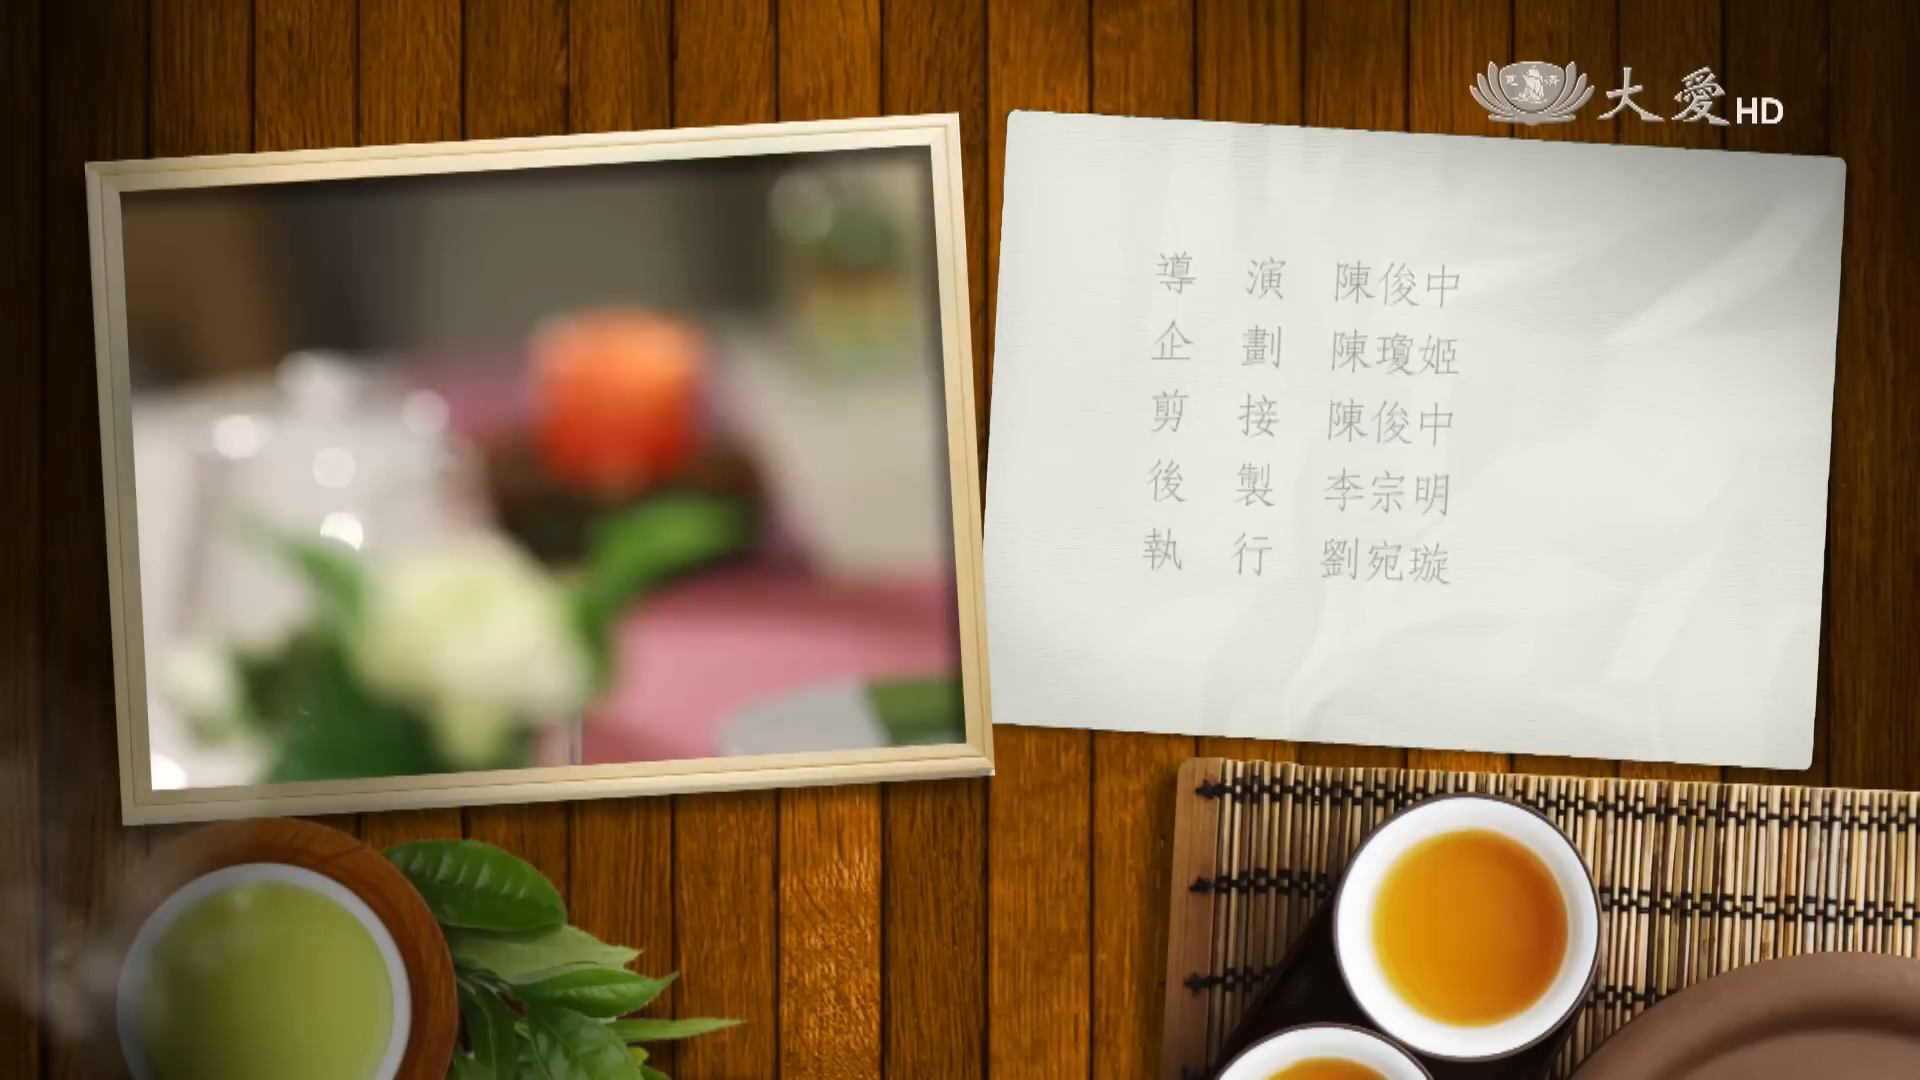 大愛HD
導 演 陳俊中
企 劃 陳瓊姬
剪 接 陳俊中
後 製 李宗明
執 行 劉宛璇